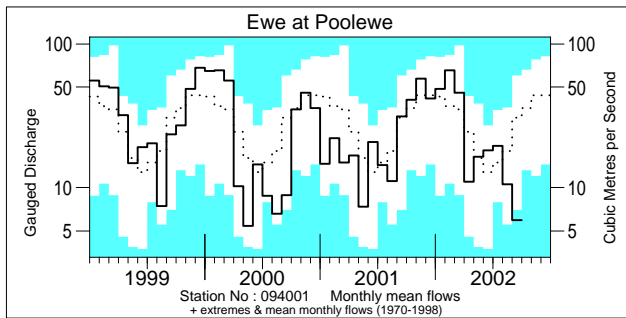 Ewe at Poolewe
100
50
10
5
Gauged Discharge
100
50
10
5
Cubic Metres per Second
1999
2000
2001
2002
Station No : 094001 Monthly mean flows
+ extremes & mean monthly flows (1970-1998)